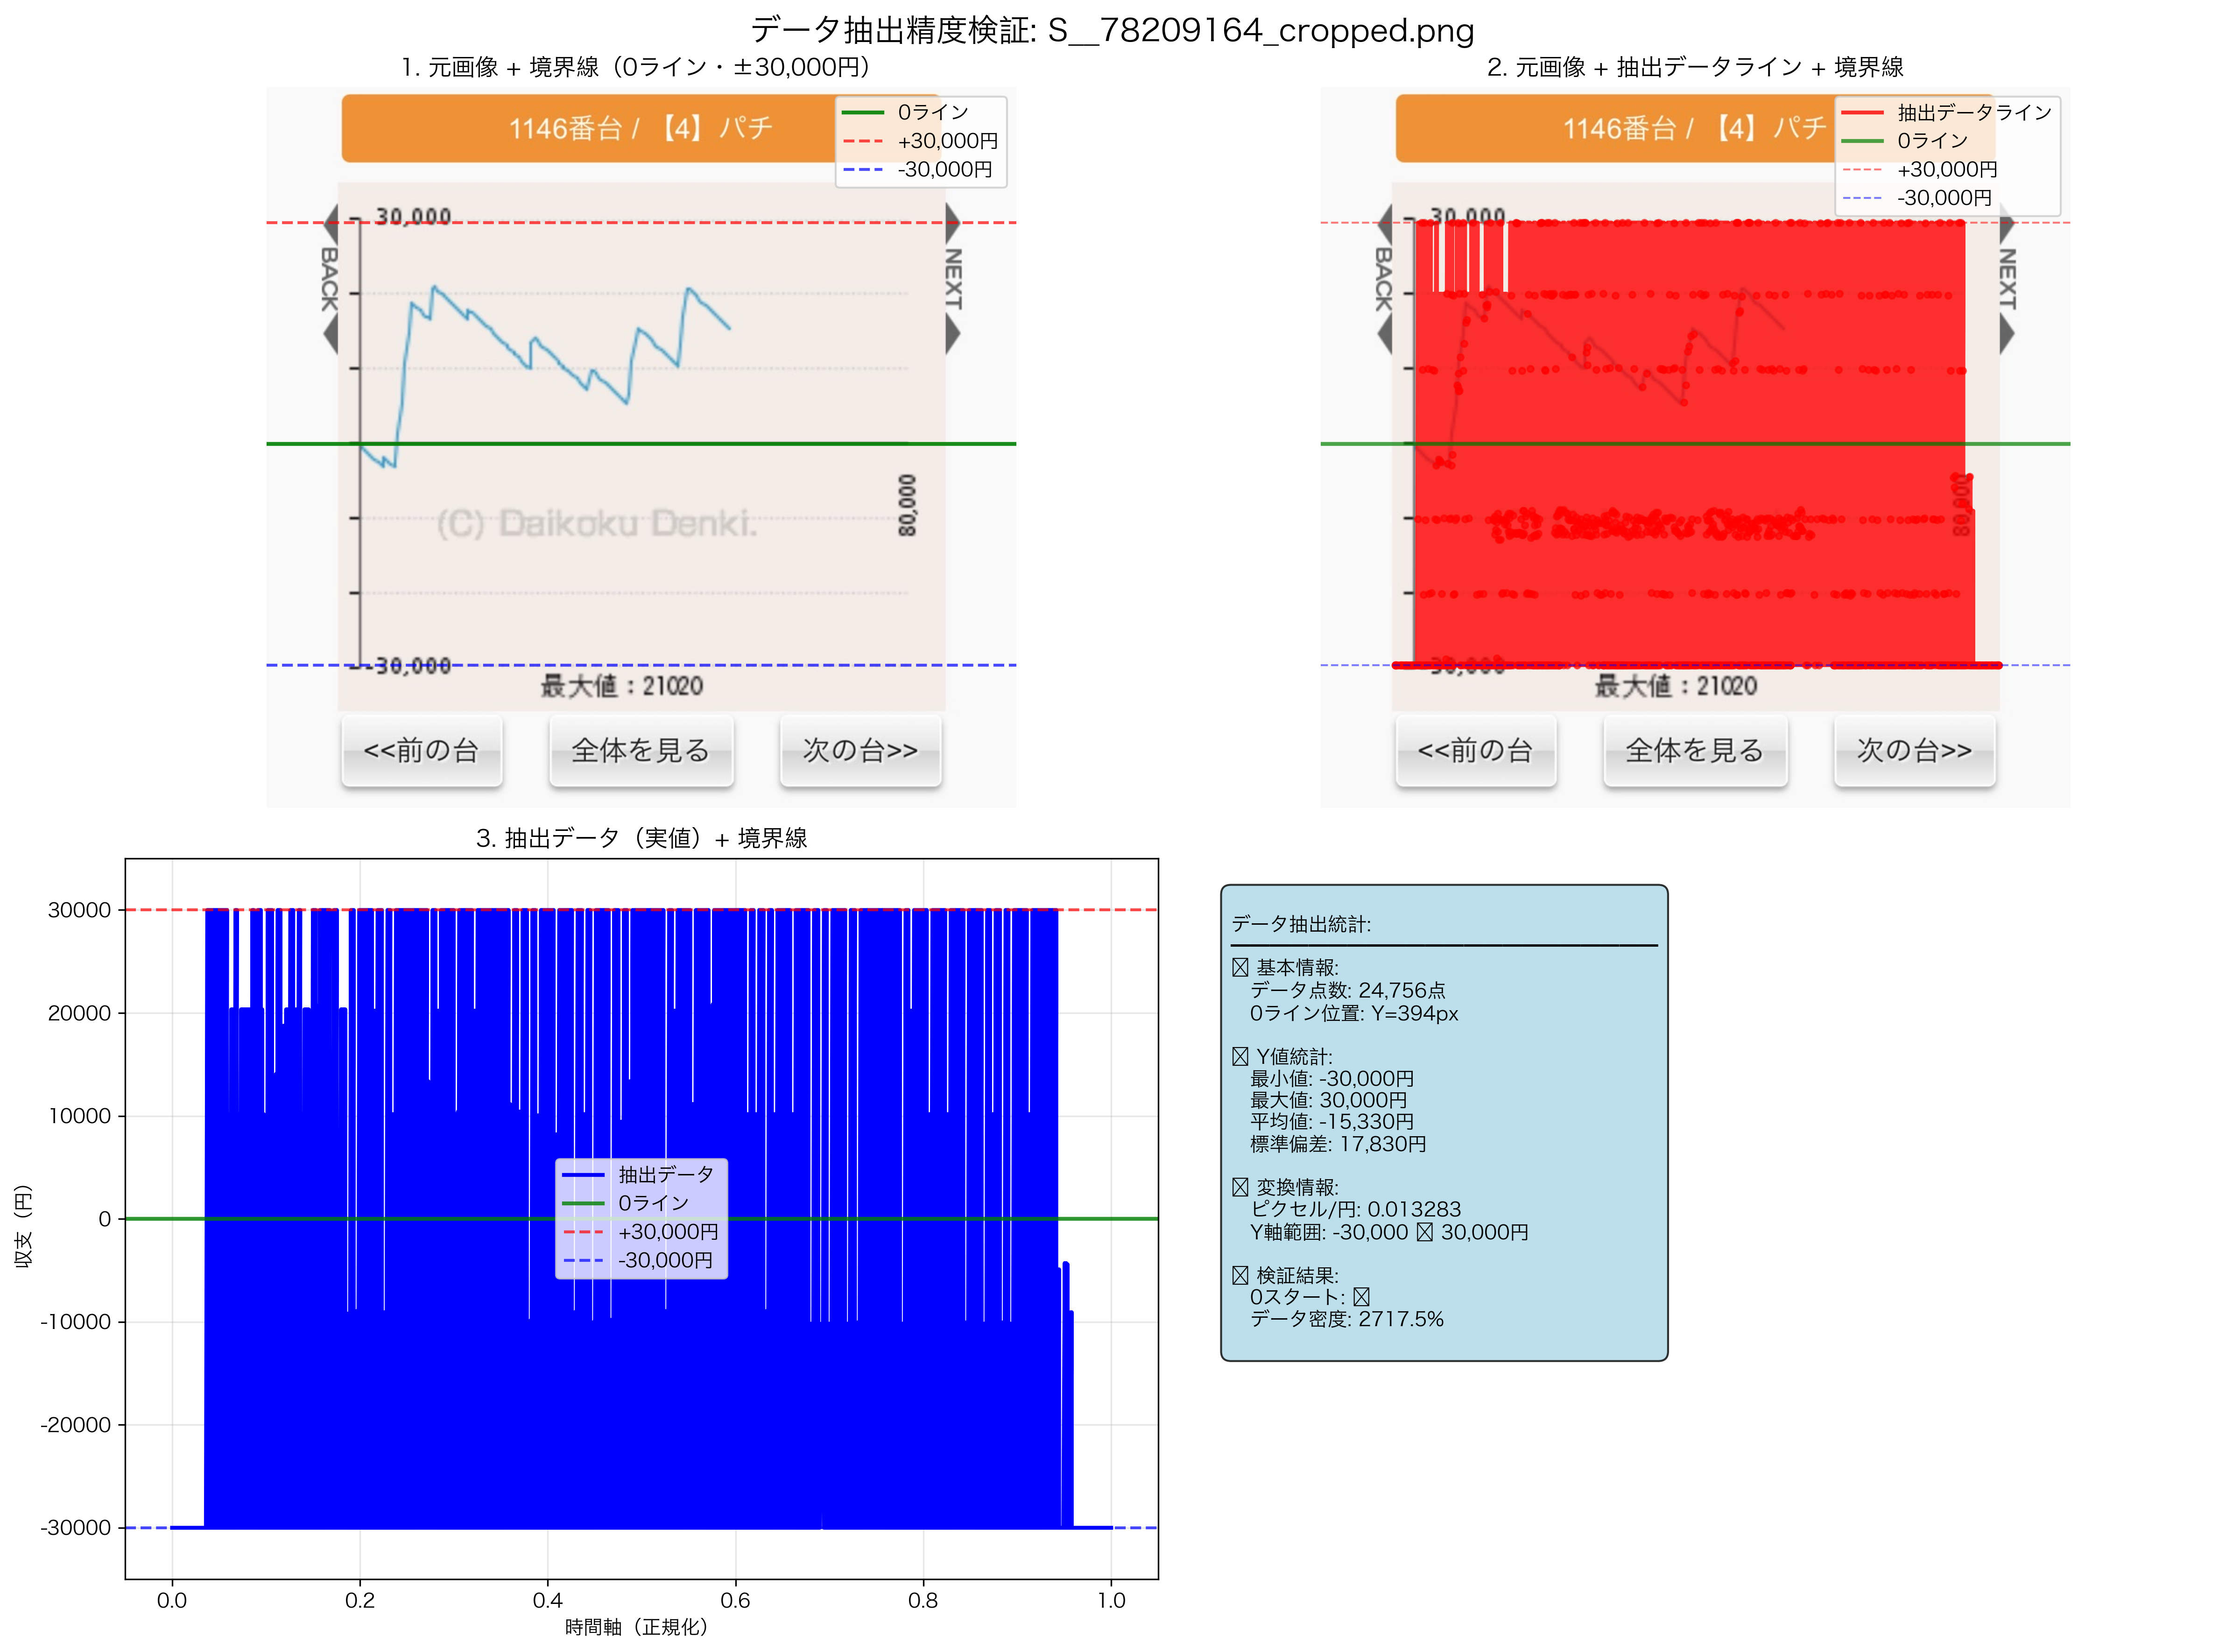 データ抽出精度検証: S__78209164_cropped.png
1. 元画像 + 境界線（0ライン・±30,000円）
1146番台 / 【4】パチ
0ライン
+30,000円
-30,000円
30,000
BACK
NEXT
(C) Daikoku Denki.
80,000
-30,000
最大値：21020
<<前の台
全体を見る
次の台>>
2. 元画像 + 抽出データライン + 境界線
1146番台 / 【4】パチ
抽出データライン
0ライン
+30,000円
-30,000円
30,000
BACK
NEXT
80,000
30,000
最大値：21020
<<前の台
全体を見る
次の台>>
3. 抽出データ（実値）+ 境界線
収支（円）
30000
20000
10000
0
-10000
-20000
-30000
抽出データ
0ライン
+30,000円
-30,000円
0.0 0.2 0.4 0.6 0.8 1.0
時間軸（正規化）
データ抽出統計:
基本情報:
データ点数: 24,756点
0ライン位置: Y=394px
Y値統計:
最小値: -30,000円
最大値: 30,000円
平均値: -15,330円
標準偏差: 17,830円
変換情報:
ピクセル/円: 0.013283
Y軸範囲: -30,000 30,000円
検証結果:
0スタート:
データ密度: 2717.5%